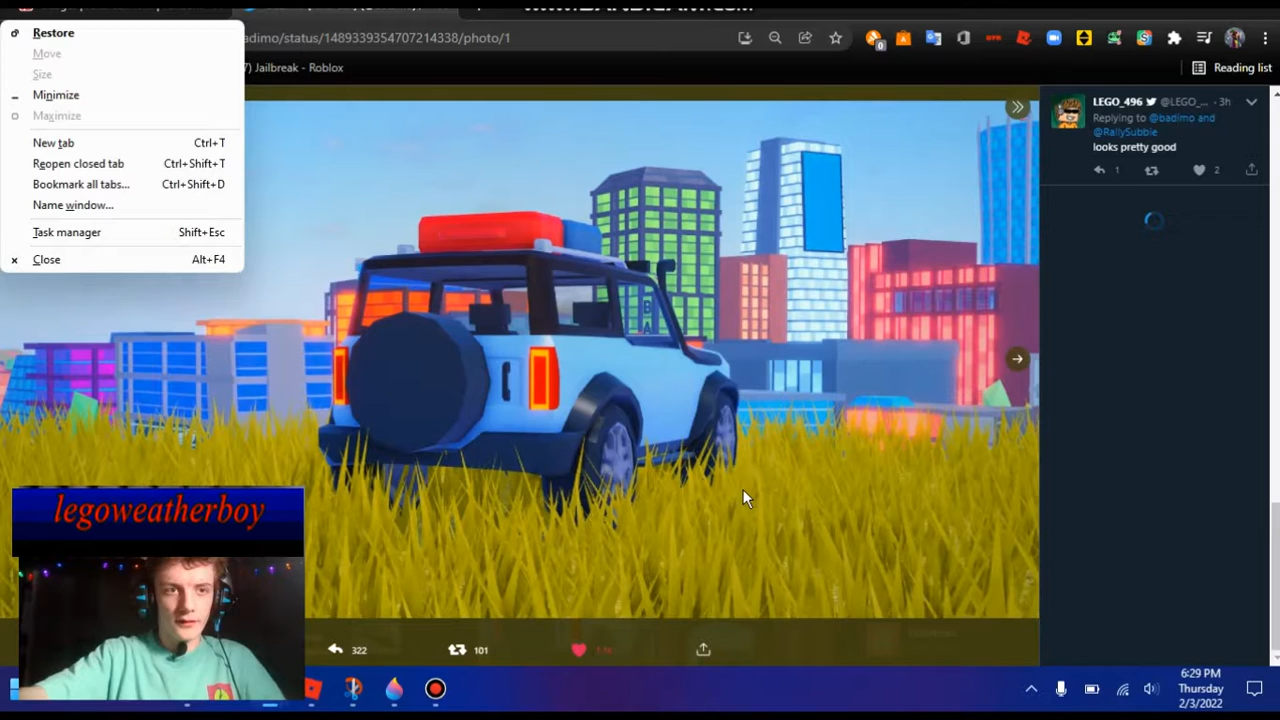 Restore
Move
Size
Minimize
Maximize
New tab Ctrl+T
Reopen closed tab Ctrl+Shift+T
Bookmark all tabs... Ctrl+Shift+D
Name window...
Task manager Shift+Esc
Close Alt+F4
adimo/status/1489339354707214338/photo/1
0
) Jailbreak - Roblox
Reading list
LEGO_496 @LEGO_... · 3h
Replying to @badimo and
@RallySubbie
looks pretty good
1 2
B
A
legoweatherboy
322 101
6:29 PM
Thursday
2/3/2022